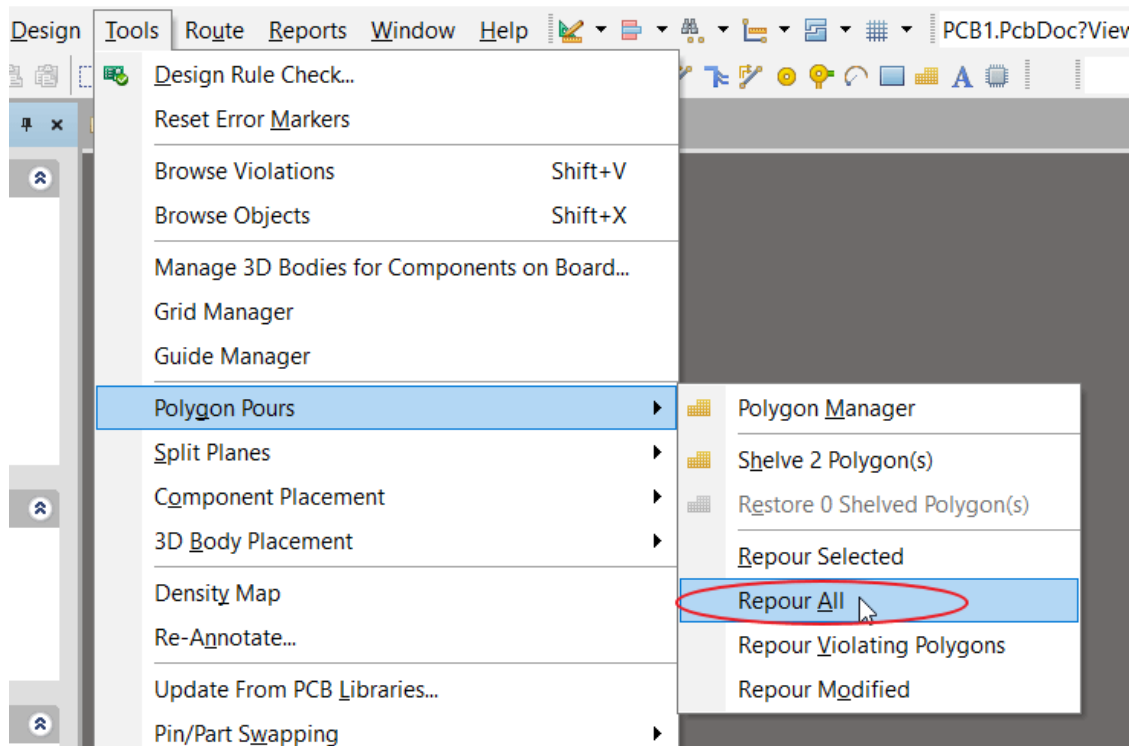 Design Tools Route Reports Window Help PCB1.PcbDoc?View
A
Design Rule Check...
Reset Error Markers
Browse Violations Shift+V
Browse Objects Shift+X
Manage 3D Bodies for Components on Board...
Grid Manager
Guide Manager
Polygon Pours
Split Planes
Component Placement
3D Body Placement
Density Map
Re-Annotate...
Update From PCB Libraries...
Pin/Part Swapping
Polygon Manager
Shelve 2 Polygon(s)
Restore 0 Shelved Polygon(s)
Repour Selected
Repour All
Repour Violating Polygons
Repour Modified